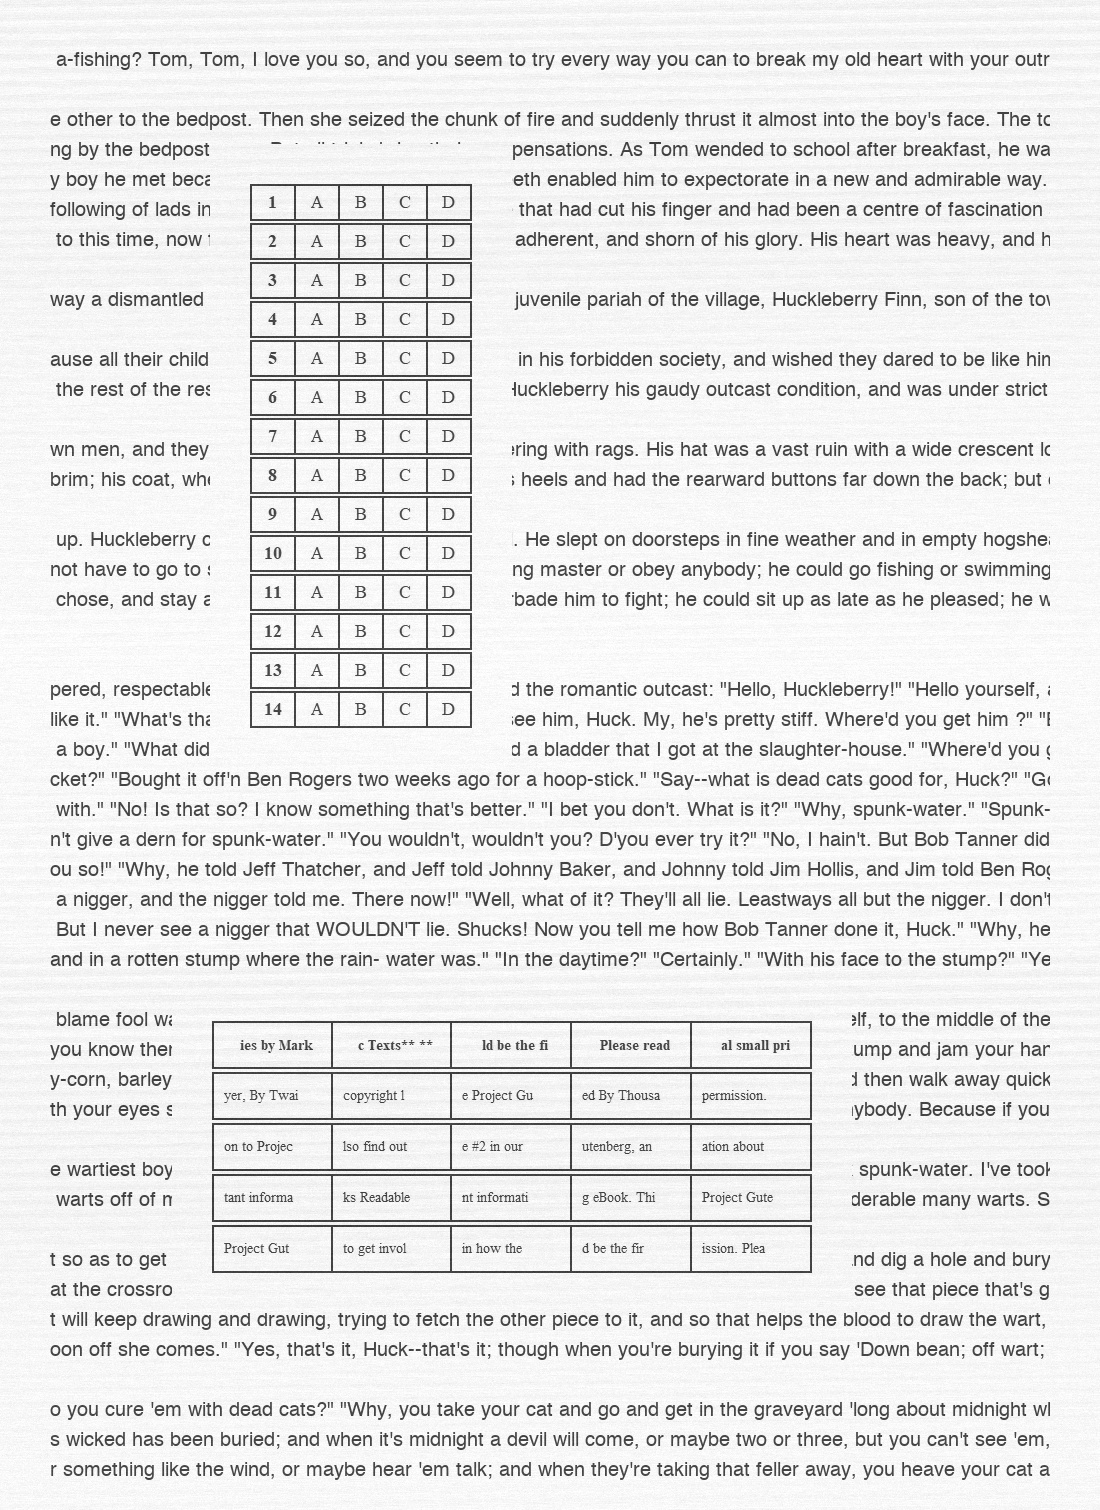 a-fishing? Tom, Tom, I love you so, and you seem to try every way you can to break my old heart with your outr
e other to the bedpost. Then she seized the chunk of fire and suddenly thrust it almost into the boy's face. The to
ng by the bedpost pensations. As Tom wended to school after breakfast, he wa
y boy he met beca eth enabled him to expectorate in a new and admirable way.
following of lads in that had cut his finger and had been a centre of fascination
to this time, now adherent, and shorn of his glory. His heart was heavy, and h
way a dismantled juvenile pariah of the village, Huckleberry Finn, son of the tow
ause all their child in his forbidden society, and wished they dared to be like him
the rest of the res Huckleberry his gaudy outcast condition, and was under strict
wn men, and they ering with rags. His hat was a vast ruin with a wide crescent lo
brim; his coat, whe s heels and had the rearward buttons far down the back; but
up. Huckleberry c . He slept on doorsteps in fine weather and in empty hogshea
not have to go to s ng master or obey anybody; he could go fishing or swimming
chose, and stay a rbade him to fight; he could sit up as late as he pleased; he w
pered, respectable d the romantic outcast: "Hello, Huckleberry!" "Hello yourself, a
like it." "What's tha see him, Huck. My, he's pretty stiff. Where'd you get him ?" "B
a boy." "What did d a bladder that I got at the slaughter-house." "Where'd you g
1 A B C D
2 A B C D
3 A B C D
4 A B C D
5 A B C D
6 A B C D
7 A B C D
8 A B C D
9 A B C D
10 A B C D
11 A B C D
12 A B C D
13 A B C D
14 A B C D
cket?" "Bought it off'n Ben Rogers two weeks ago for a hoop-stick." "Say--what is dead cats good for, Huck?" "Go
with." "No! Is that so? I know something that's better." "I bet you don't. What is it?" "Why, spunk-water." "Spunk-
n't give a dern for spunk-water." "You wouldn't, wouldn't you? D'you ever try it?" "No, I hain't. But Bob Tanner did
ou so!" "Why, he told Jeff Thatcher, and Jeff told Johnny Baker, and Johnny told Jim Hollis, and Jim told Ben Rog
a nigger, and the nigger told me. There now!" "Well, what of it? They'll all lie. Leastways all but the nigger. I don't
But I never see a nigger that WOULDN'T lie. Shucks! Now you tell me how Bob Tanner done it, Huck." "Why, he
and in a rotten stump where the rain- water was." "In the daytime?" "Certainly." "With his face to the stump?" "Ye
blame fool wa elf, to the middle of the
you know ther ump and jam your han
y-corn, barley d then walk away quick
th your eyes s ybody. Because if you
e wartiest boy spunk-water. I've took
warts off of m derable many warts. S
t so as to get nd dig a hole and bury
at the crossro see that piece that's g
ies by Mark c Texts** ** ld be the fi Please read al small pri
yer, By Twai copyright l e Project Gu ed By Thousa permission.
on to Projec lso find out e #2 in our utenberg, an ation about
tant informa ks Readable nt informati g eBook. Thi Project Gute
Project Gut to get invol in how the d be the fir ission. Plea
t will keep drawing and drawing, trying to fetch the other piece to it, and so that helps the blood to draw the wart,
oon off she comes." "Yes, that's it, Huck--that's it; though when you're burying it if you say 'Down bean; off wart;
o you cure 'em with dead cats?" "Why, you take your cat and go and get in the graveyard 'long about midnight wh
s wicked has been buried; and when it's midnight a devil will come, or maybe two or three, but you can't see 'em,
r something like the wind, or maybe hear 'em talk; and when they're taking that feller away, you heave your cat a